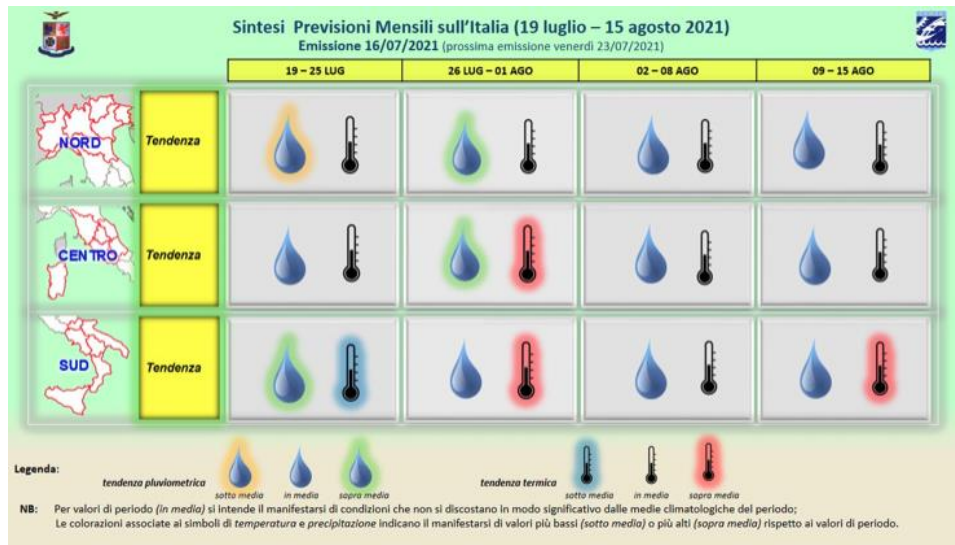 Sintesi Previsioni Mensili sull'Italia (19 luglio – 15 agosto 2021)
Emissione 16/07/2021 (prossima emissione venerdì 23/07/2021)
19 – 25 LUG
26 LUG – 01 AGO
02 – 08 AGO
09 – 15 AGO
NORD
Tendenza
CENTRO
Tendenza
SUD
Tendenza
Legenda:
tendenza pluviometrica
sotto media
in media
sopra media
tendenza termica
sotto media
in media
sopra media
NB: Per valori di periodo (in media) si intende il manifestarsi di condizioni che non si discostano in modo significativo dalle medie climatologiche del periodo;
Le colorazioni associate ai simboli di temperatura e precipitazione indicano il manifestarsi di valori più bassi (sotto media) o più alti (sopra media) rispetto ai valori di periodo.